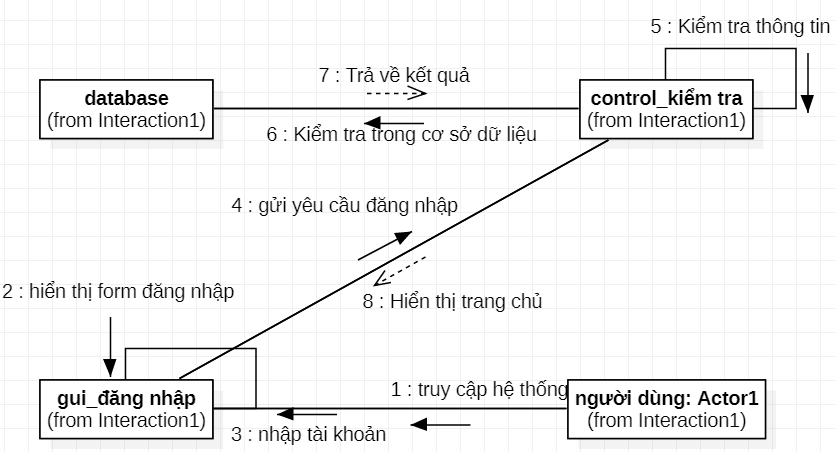 5 : Kiểm tra thông tin
7 : Trả về kết quả
database
(from Interaction1)
control_kiểm tra
(from Interaction1)
6 : Kiểm tra trong cơ sở dữ liệu
4 : gửi yêu cầu đăng nhập
2 : hiển thị form đăng nhập
8 : Hiển thị trang chủ
1 : truy cập hệ thống
gui_đăng nhập
(from Interaction1)
người dùng: Actor1
(from Interaction1)
3 : nhập tài khoản